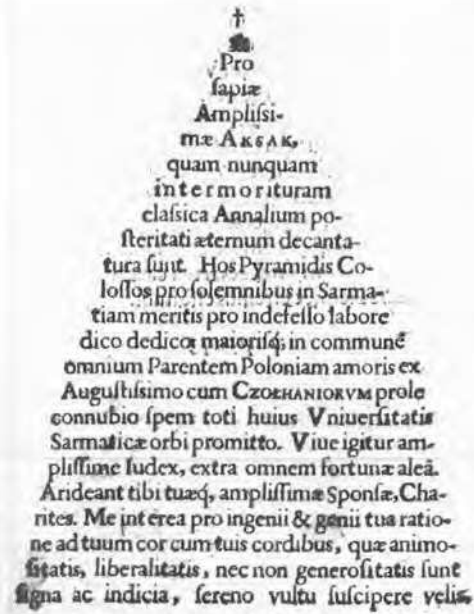 †
Pro
ſapiæ
Ampliſsi-
mæ AKSAK,
quam nunquam
intermorituram
claſsica Annalium po-
ſteritati æternum decanta-
tura ſunt. Hos Pyramidis Co-
loſſos pro ſolemnibus in Sarma-
tiam meritis pro indefeſſo labore
dico dedicoq; maioriſq; in commune᷉
omnium Parentem Poloniam amoris ex
Auguſtiſsimo cum CZOŁHANIORVM prole
connubio ſpem toti huius Vniuerſitatis
Sarmaticæ orbi promitto. Viue igitur am-
pliſſime Iudex, extra omnem fortunæ aleã.
Arideant tibi tuæq́, ampliſſimæ Sponſæ, Cha-
rites. Me interea pro ingenii & genii tua ratio-
ne ad tuum cor cum tuis cordibus, quæ animo-
ſitatis, liberalitatis, nec non generoſitatis ſunt
ſigna ac indicia, ſereno vultu ſuſcipere velis